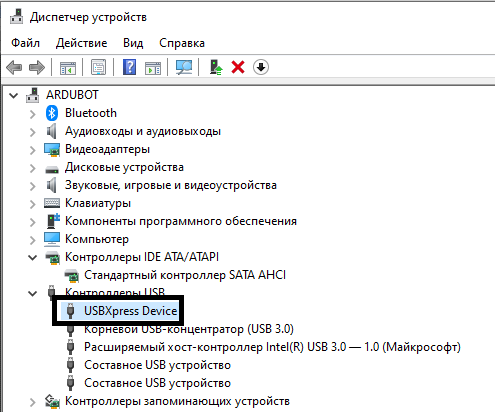 Диспетчер устройств
Файл Действие Вид Справка
ARDUBOT
Bluetooth
Аудиовходы и аудиовыходы
Видеоадаптеры
Дисковые устройства
Звуковые, игровые и видеоустройства
Клавиатуры
Компоненты программного обеспечения
Компьютер
Контроллеры IDE ATA/ATAPI
Стандартный контроллер SATA AHCI
Контроллеры USB
USBXpress Device
Корневой USB-концентратор (USB 3.0)
Расширяемый хост-контроллер Intel(R) USB 3.0 — 1.0 (Майкрософт)
Составное USB устройство
Составное USB устройство
Контроллеры запоминающих устройств